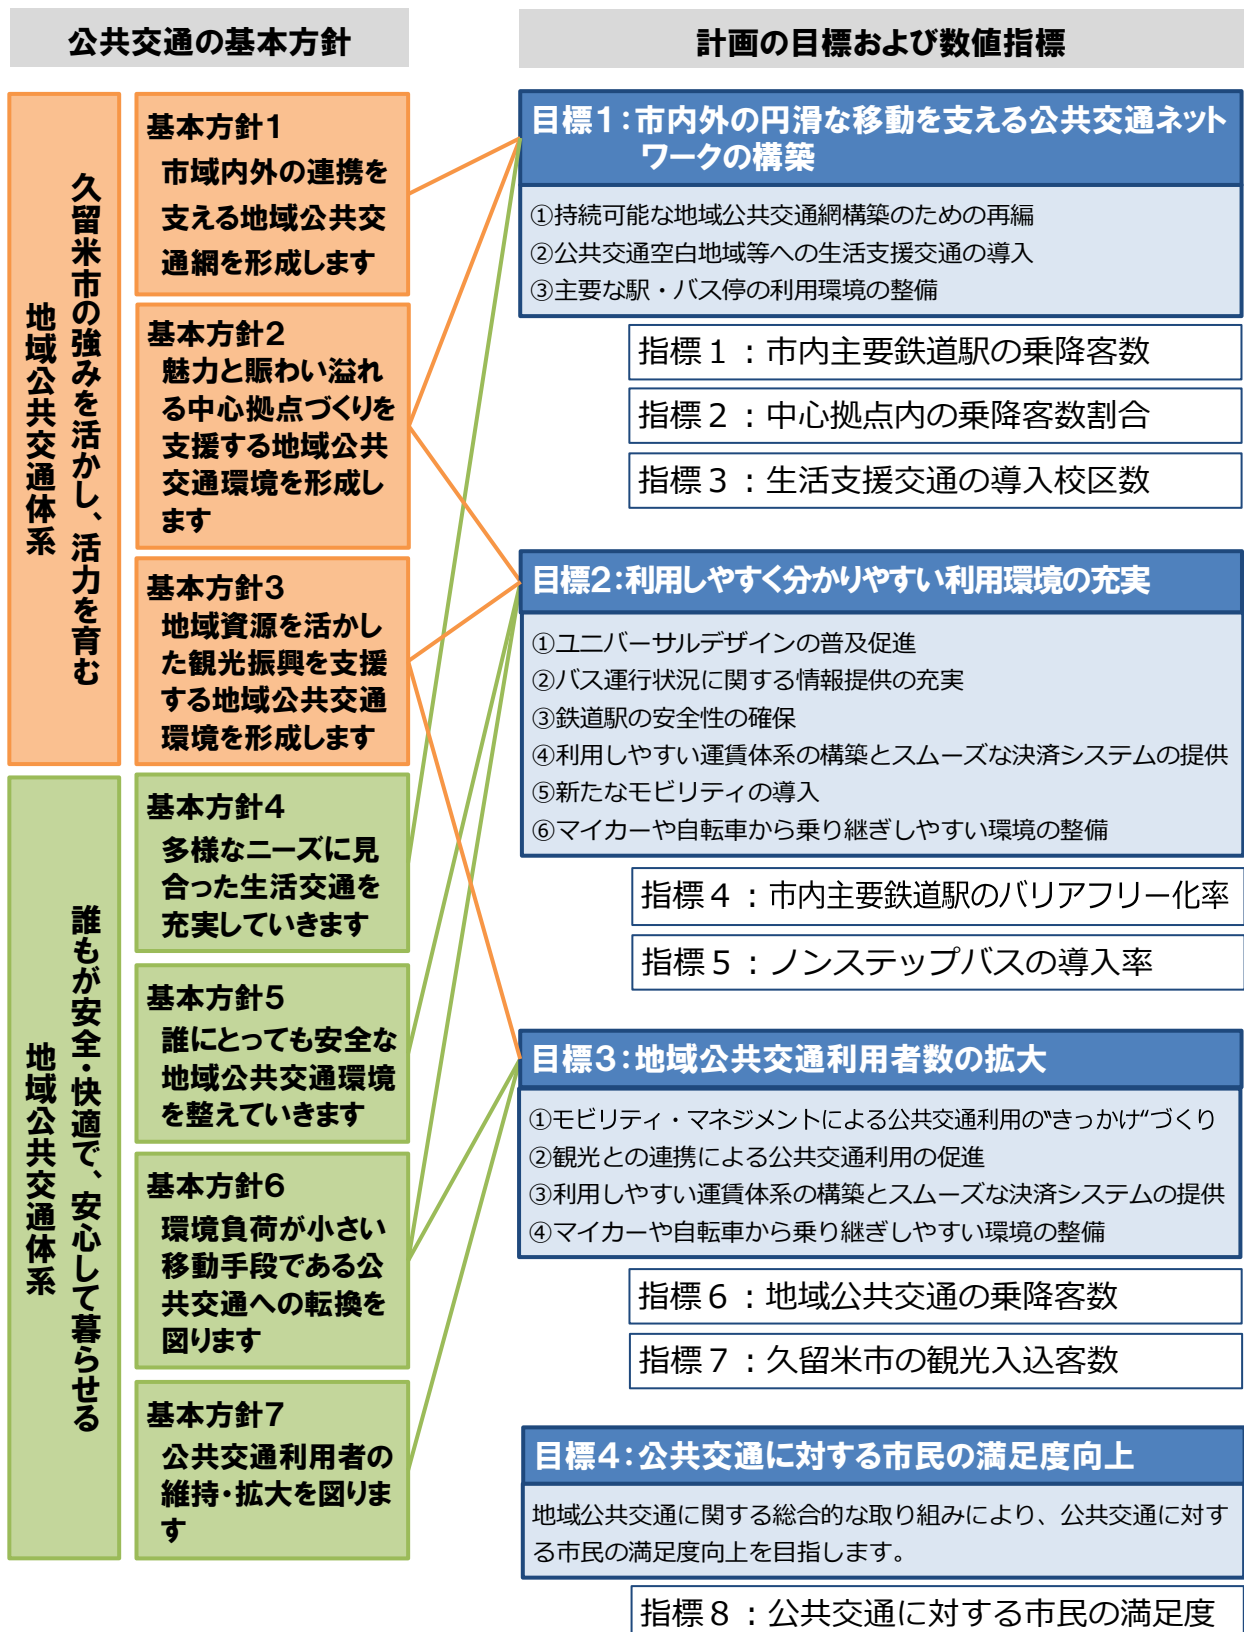 公共交通の基本方針
久留米市の強みを活かし、活力を育む
地域公共交通体系
基本方針1
市域内外の連携を
支える地域公共交
通網を形成します
基本方針2
魅力と賑わい溢れ
る中心拠点づくりを
支援する地域公共
交通環境を形成し
ます
基本方針3
地域資源を活かし
た観光振興を支援
する地域公共交通
環境を形成します
誰もが安全・快適で、安心して暮らせる
地域公共交通体系
基本方針4
多様なニーズに見
合った生活交通を
充実していきます
基本方針5
誰にとっても安全な
地域公共交通環境
を整えていきます
基本方針6
環境負荷が小さい
移動手段である公
共交通への転換を
図ります
基本方針7
公共交通利用者の
維持・拡大を図りま
す
計画の目標および数値指標
目標1:市内外の円滑な移動を支える公共交通ネット
ワークの構築
①持続可能な地域公共交通網構築のための再編
②公共交通空白地域等への生活支援交通の導入
③主要な駅・バス停の利用環境の整備
指標１：市内主要鉄道駅の乗降客数
指標２：中心拠点内の乗降客数割合
指標３：生活支援交通の導入校区数
目標2:利用しやすく分かりやすい利用環境の充実
①ユニバーサルデザインの普及促進
②バス運行状況に関する情報提供の充実
③鉄道駅の安全性の確保
④利用しやすい運賃体系の構築とスムーズな決済システムの提供
⑤新たなモビリティの導入
⑥マイカーや自転車から乗り継ぎしやすい環境の整備
指標４：市内主要鉄道駅のバリアフリー化率
指標５：ノンステップバスの導入率
目標3:地域公共交通利用者数の拡大
①モビリティ・マネジメントによる公共交通利用の“きっかけ”づくり
②観光との連携による公共交通利用の促進
③利用しやすい運賃体系の構築とスムーズな決済システムの提供
④マイカーや自転車から乗り継ぎしやすい環境の整備
指標６：地域公共交通の乗降客数
指標７：久留米市の観光入込客数
目標4:公共交通に対する市民の満足度向上
地域公共交通に関する総合的な取り組みにより、公共交通に対す
る市民の満足度向上を目指します。
指標８：公共交通に対する市民の満足度